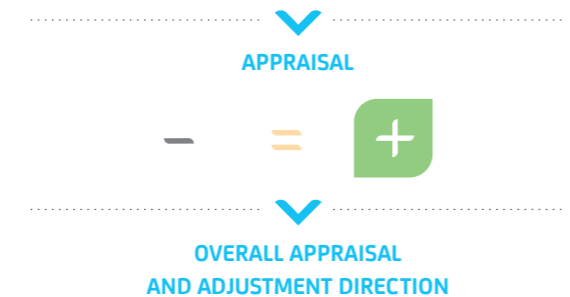 APPRAISAL
- = +
OVERALL APPRAISAL
AND ADJUSTMENT DIRECTION